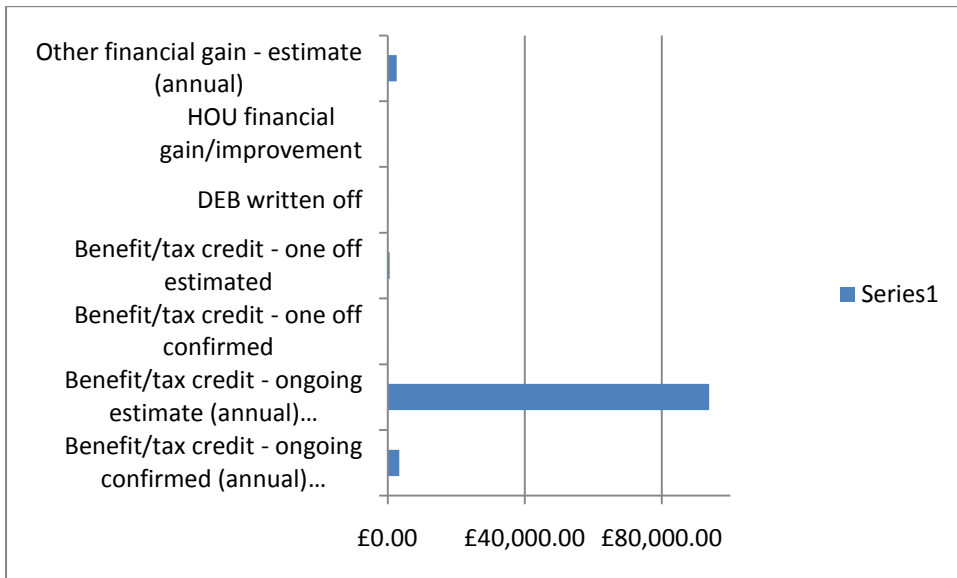 Other financial gain - estimate
(annual)
HOU financial
gain/improvement
DEB written off
Benefit/tax credit - one off
estimated
Benefit/tax credit - one off
confirmed
Benefit/tax credit - ongoing
estimate (annual)...
Benefit/tax credit - ongoing
confirmed (annual)...
Series1
£0.00 £40,000.00 £80,000.00